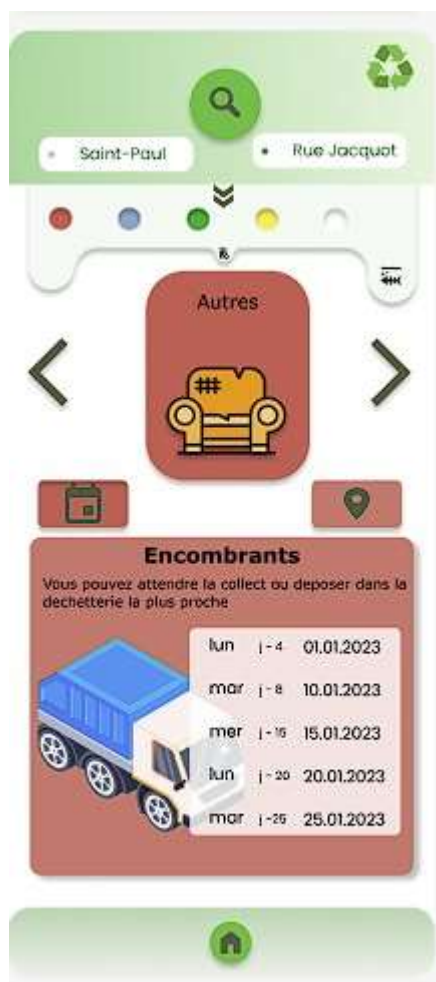 Saint-Paul
Rue Jacquot
Autres
Encombrants
Vous pouvez attendre la collect ou deposer dans la
dechetterie la plus proche
lun j - 4 01.01.2023
mar j - 8 10.01.2023
mer j - 15 15.01.2023
lun j - 20 20.01.2023
mar j - 25 25.01.2023